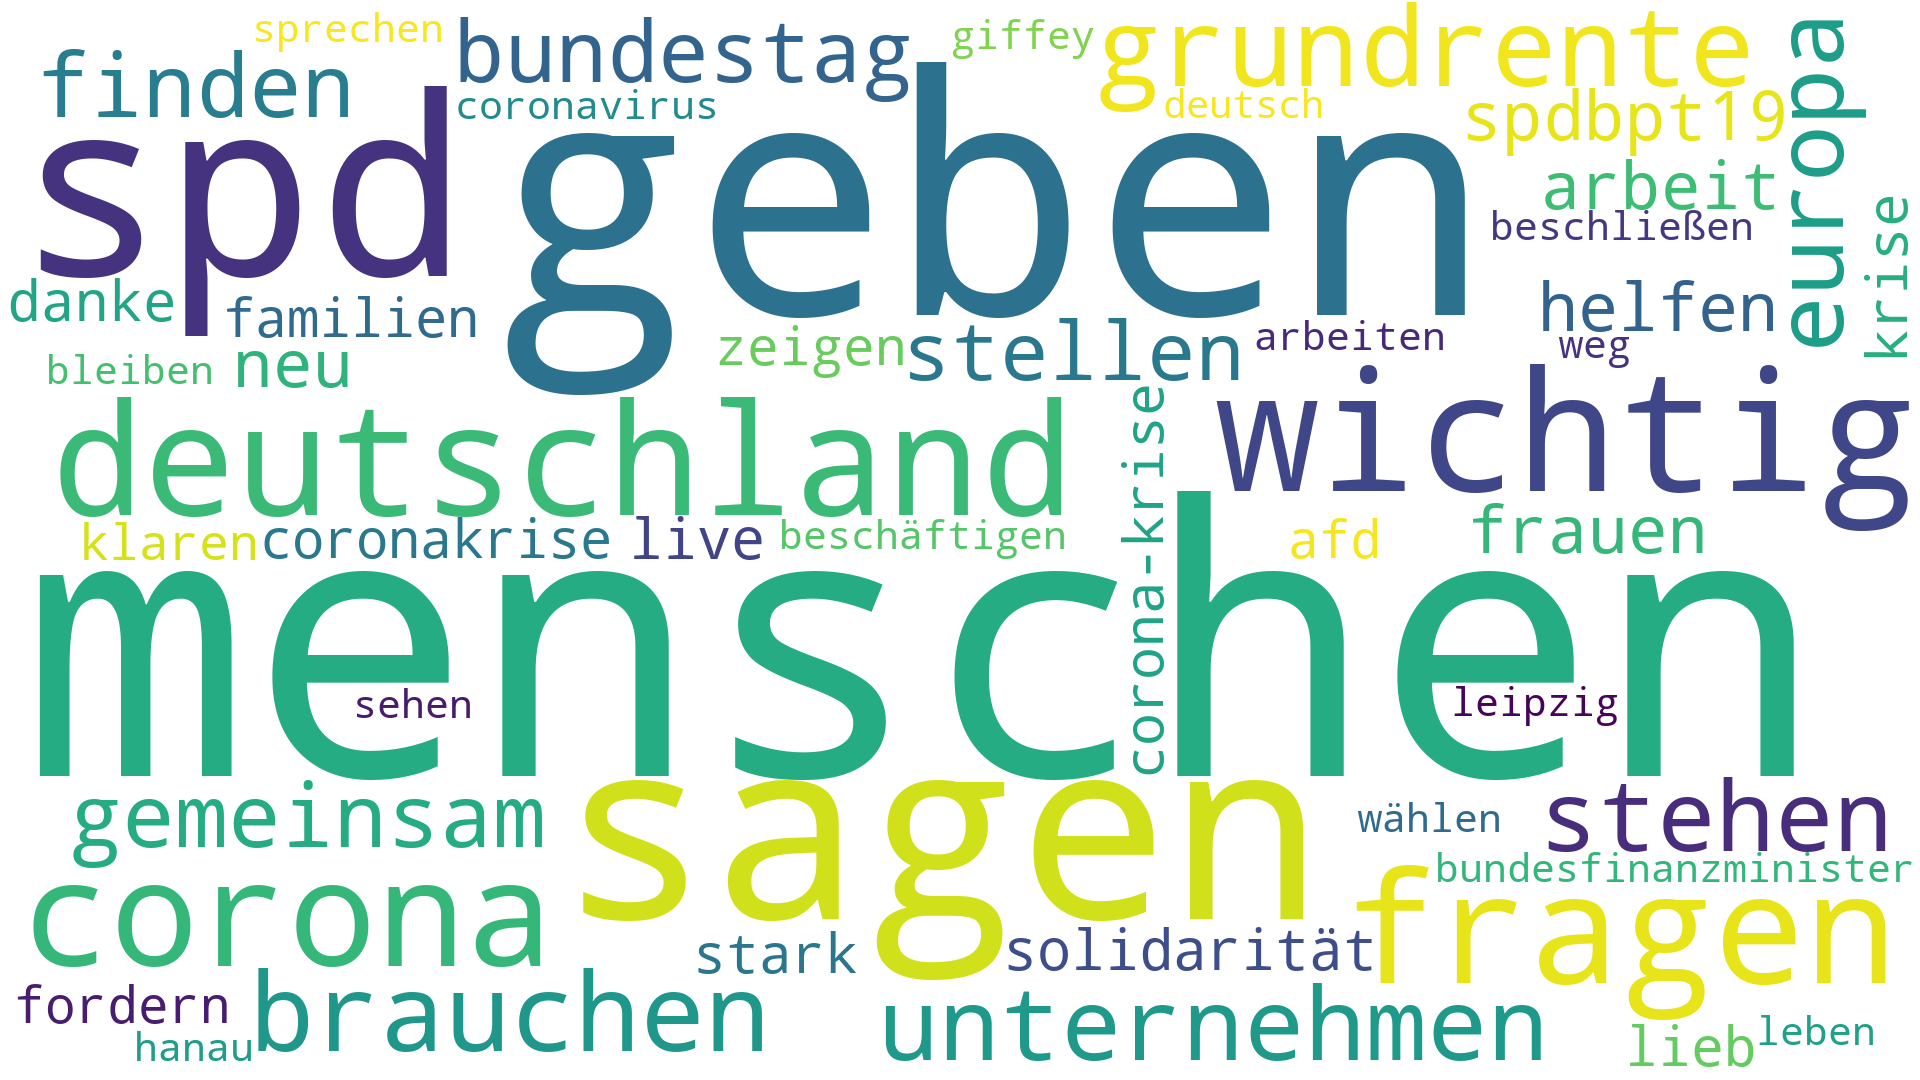 sprechen
bundestag
giffey
grundrente
europa
finden
coronavirus
deutsch
spdbpt19
spd
geben
arbeit
beschließen
krise
danke
familien
zeigen
stellen
arbeiten
helfen
weg
bleiben
neu
deutschland
corona-krise
wichtig
klaren
coronakrise
live
beschäftigen
afd
frauen
menschen
sehen
leipzig
gemeinsam
sagen
wählen
stehen
bundesfinanzminister
corona
stark
solidarität
fragen
fordern
brauchen
unternehmen
hanau
lieb
leben